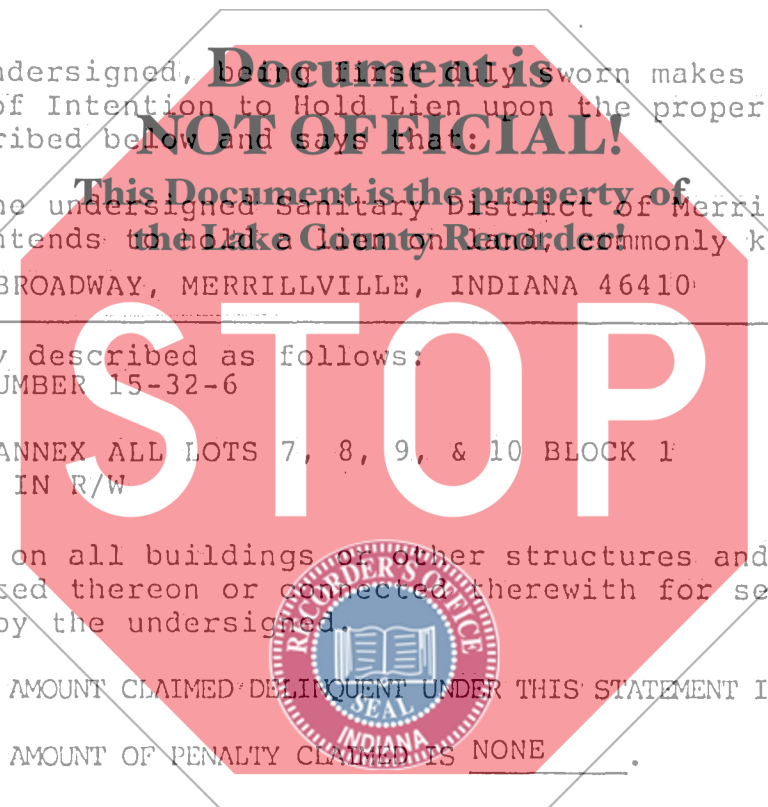 Document is
NOT OFFICIAL!
This Document is the property of
the Lake County Recorder!
STOP
RECORDER'S OFFICE
SEAL
INDIANA
ndersigned, being first duly sworn makes
of Intention to Hold Lien upon the proper
ribed below and says that:
he undersigned Sanitary District of Merri
ntends to hold a lien on land, commonly k
BROADWAY, MERRILLVILLE, INDIANA 46410
y described as follows:
UMBER 15-32-6
ANNEX ALL LOTS 7, 8, 9, & 10 BLOCK 1
IN R/W
on all buildings or other structures and
sed thereon or connected therewith for se
by the undersigned.
AMOUNT CLAIMED DELINQUENT UNDER THIS STATEMENT I
AMOUNT OF PENALTY CLAIMED IS NONE.